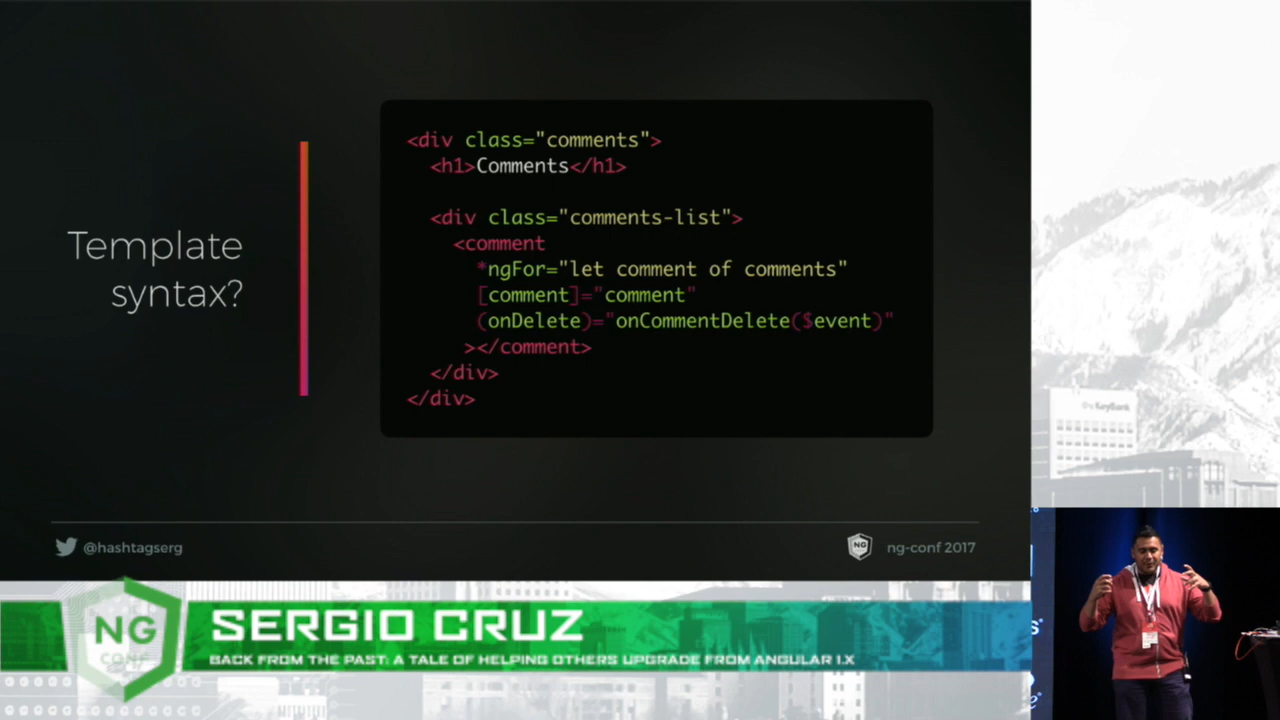 Template
syntax?
<div class="comments">
<h1>Comments</h1>
<div class="comments-list">
<comment
*ngFor="let comment of comments"
[comment]="comment"
(onDelete)="onCommentDelete($event)"
></comment>
</div>
</div>
@hashtagserg
NG
ng-conf 2017
KeyBank
NG
CONF
SERGIO CRUZ
BACK FROM THE PAST: A TALE OF HELPING OTHERS UPGRADE FROM ANGULAR 1.X